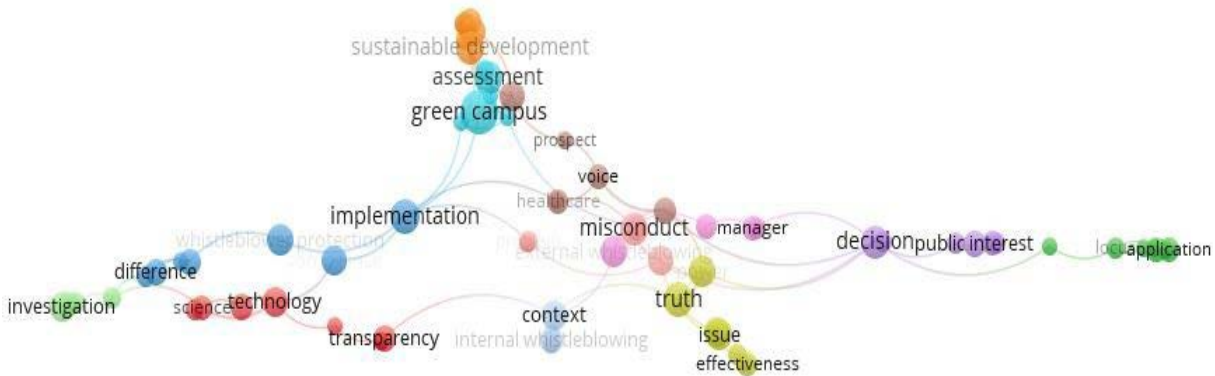 sustainable development
assessment
green campus
prospect
voice
healthcare
implementation
misconduct
manager
whistleblower protection
external whistleblowing
decision
public interest
application
difference
investigation
science
technology
truth
context
transparency
internal whistleblowing
issue
effectiveness